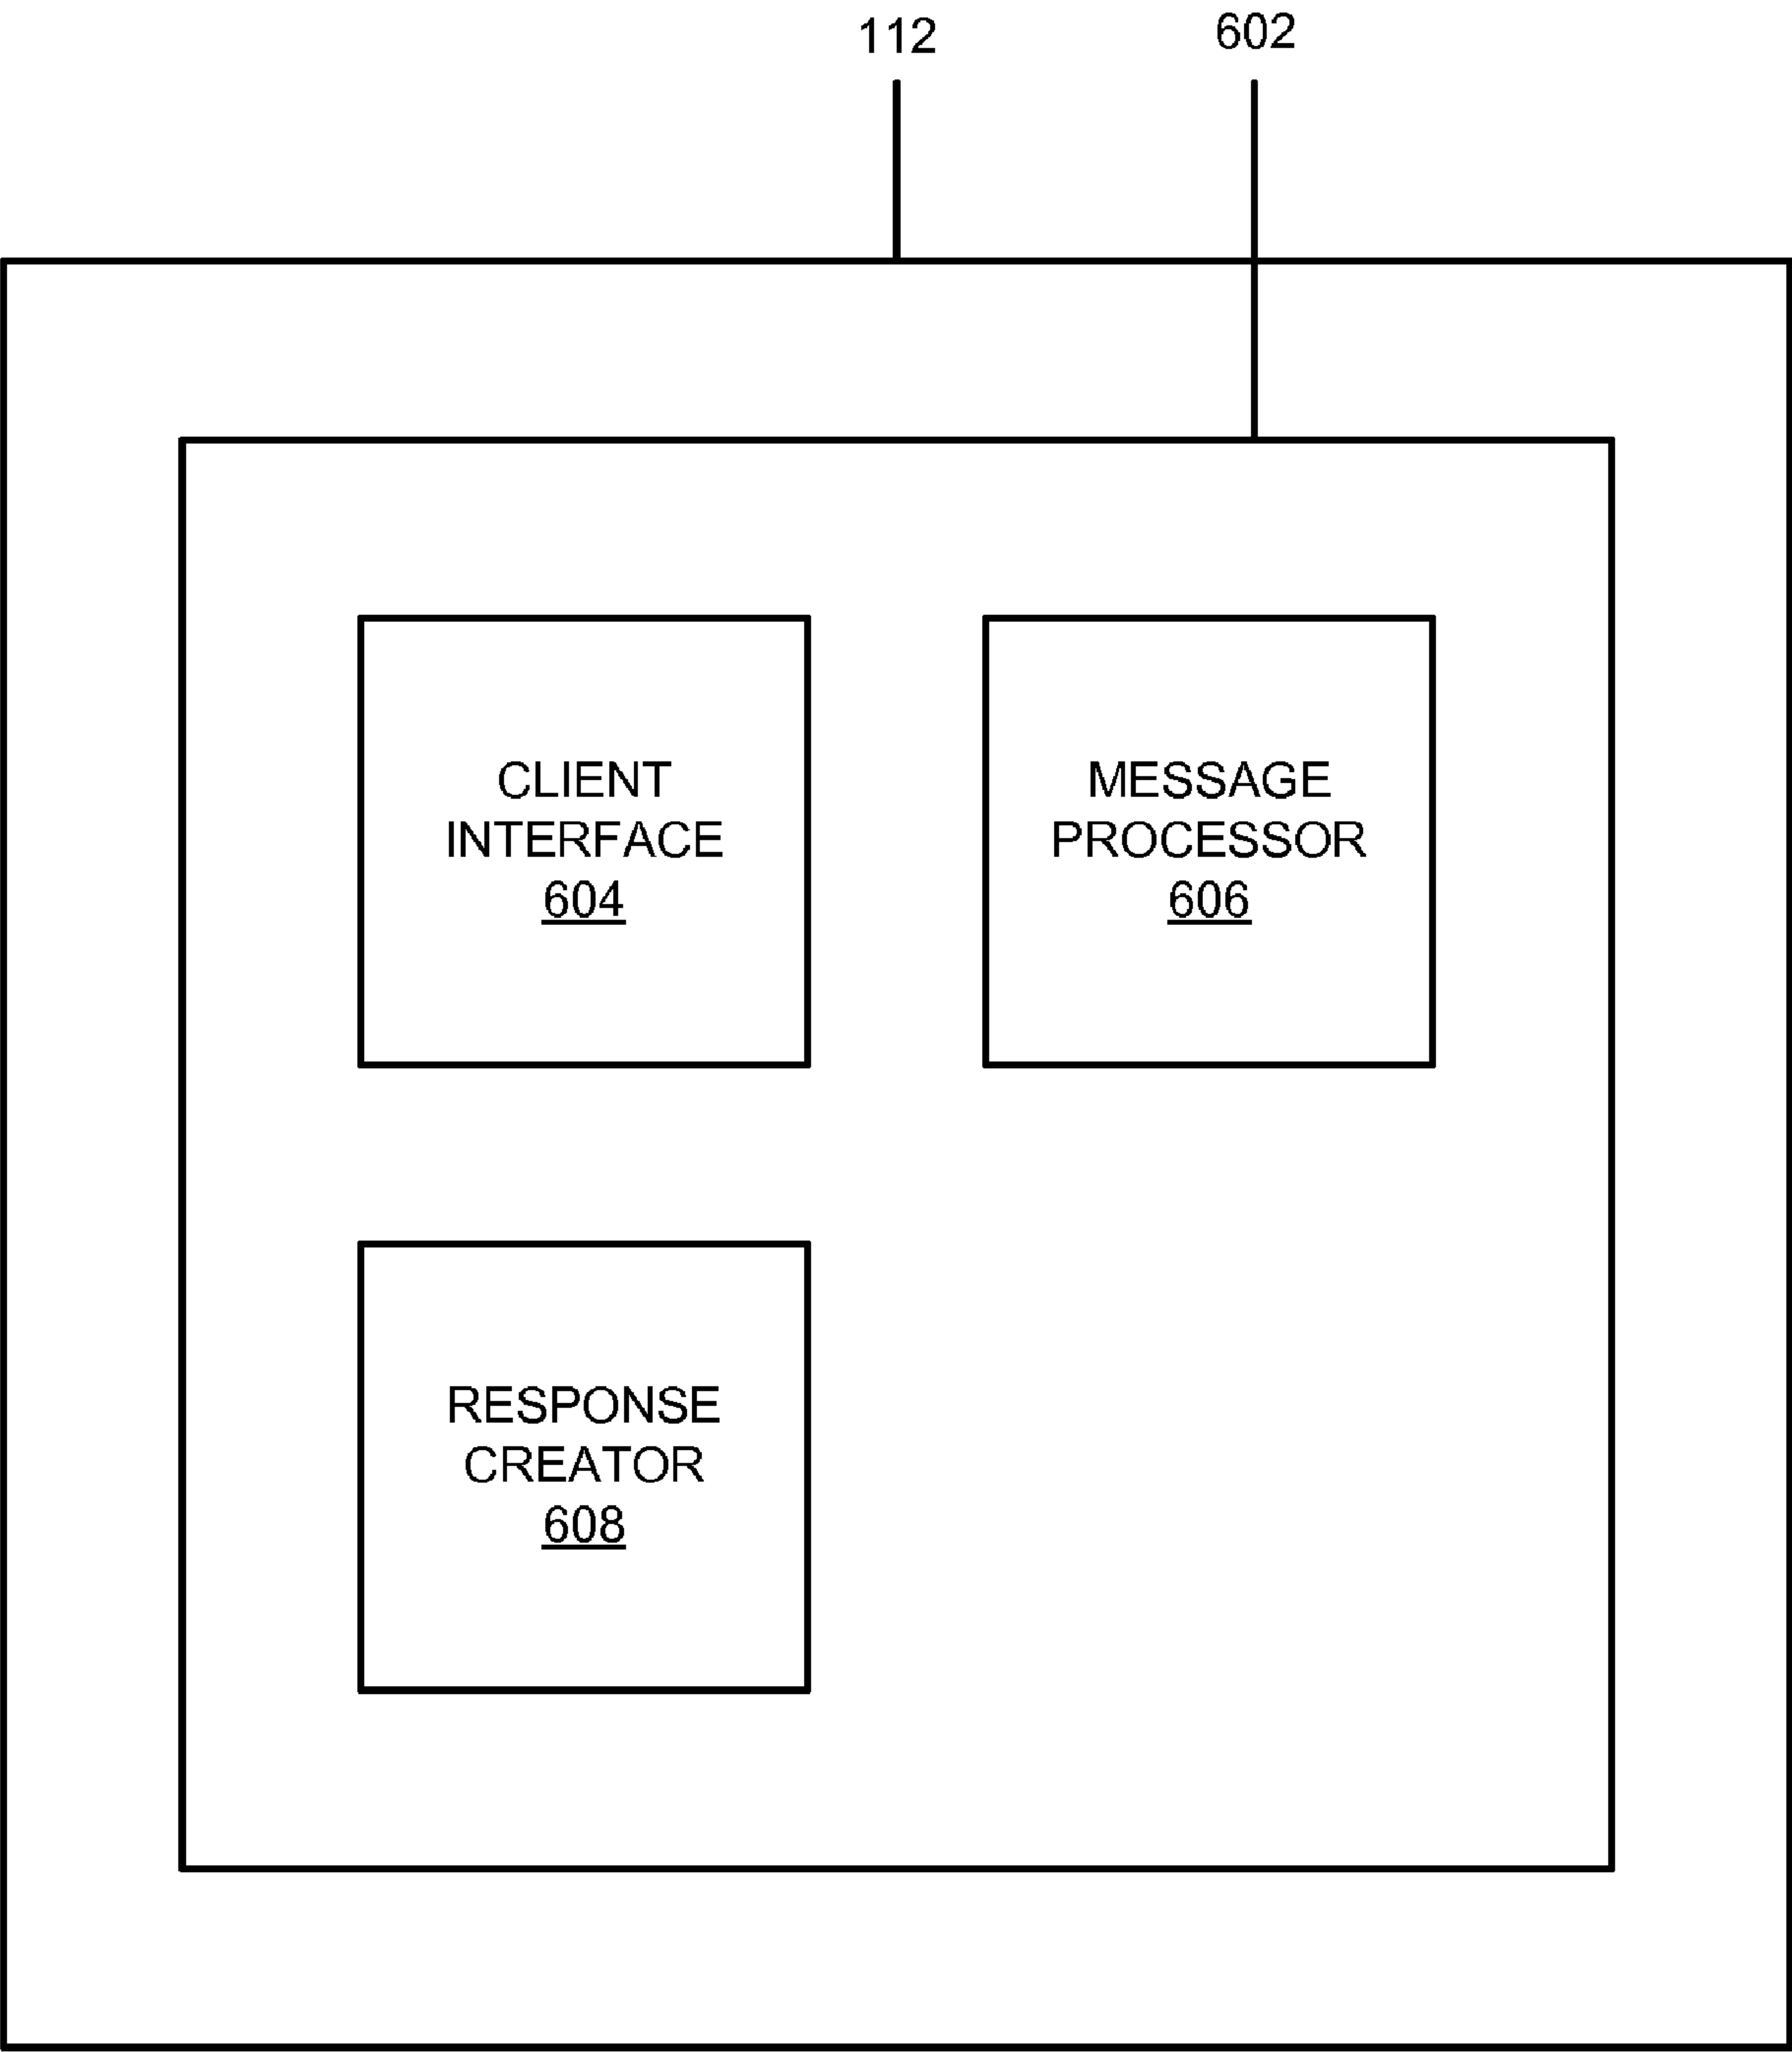 112
602
CLIENT
INTERFACE
604
MESSAGE
PROCESSOR
606
RESPONSE
CREATOR
608